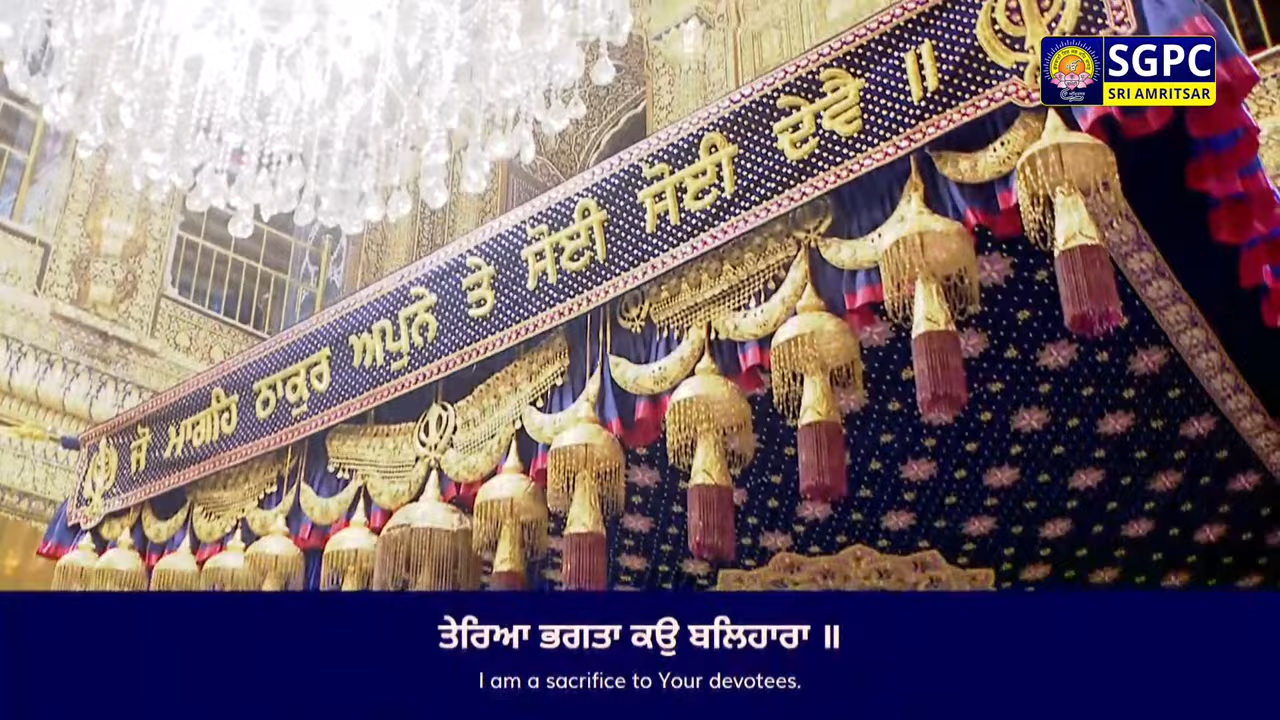 SGPC
SRI AMRITSAR
ਜੋ ਮਾਗਹਿ ਠਾਕੁਰ ਅਪੁਨੇ ਤੇ ਸੋਈ ਸੋਈ ਦੇਵੈ ॥
ਤੇਰਿਆ ਭਗਤਾ ਕਉ ਬਲਿਹਾਰਾ ॥
I am a sacrifice to Your devotees.